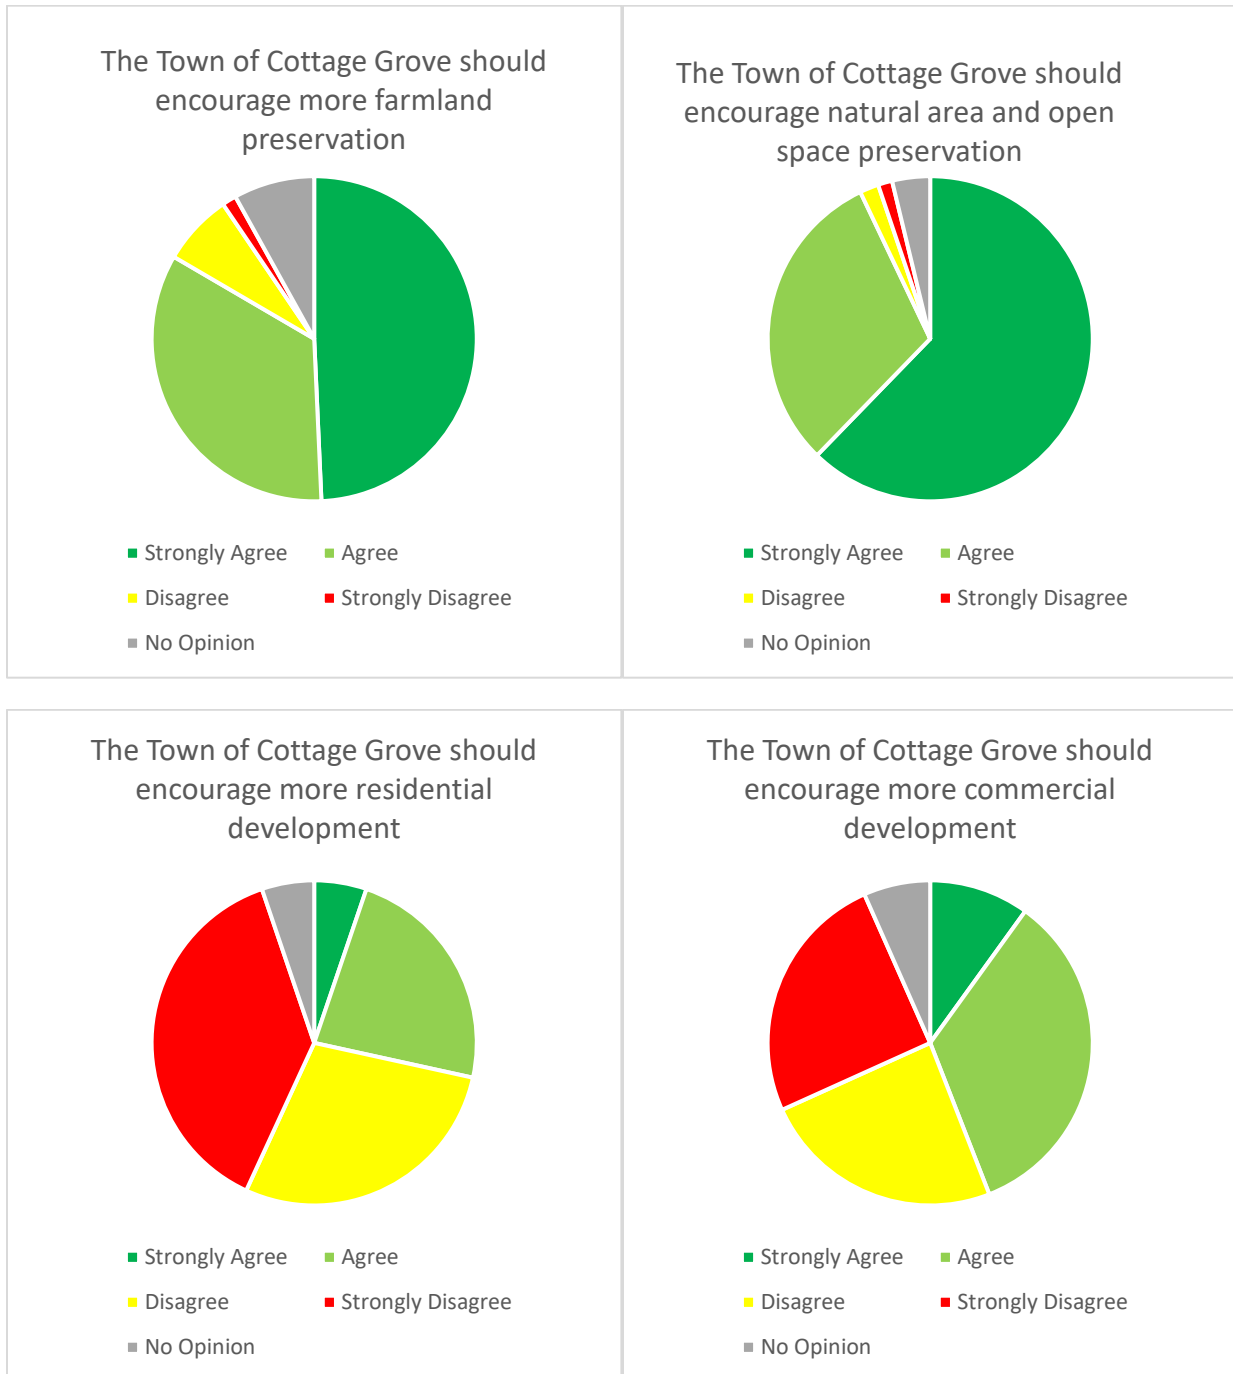 The Town of Cottage Grove should
encourage more farmland
preservation
Strongly Agree
Agree
Disagree
Strongly Disagree
No Opinion
The Town of Cottage Grove should
encourage natural area and open
space preservation
Strongly Agree
Agree
Disagree
Strongly Disagree
No Opinion
The Town of Cottage Grove should
encourage more residential
development
Strongly Agree
Agree
Disagree
Strongly Disagree
No Opinion
The Town of Cottage Grove should
encourage more commercial
development
Strongly Agree
Agree
Disagree
Strongly Disagree
No Opinion